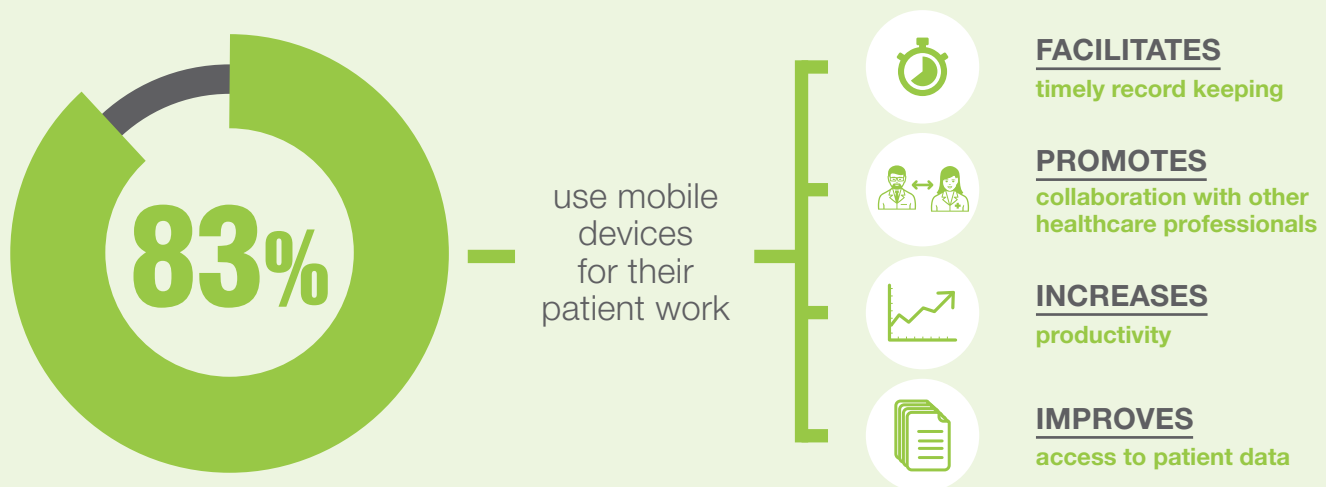 83%
use mobile
devices
for their
patient work
FACILITATES
timely record keeping
PROMOTES
collaboration with other
healthcare professionals
INCREASES
productivity
IMPROVES
access to patient data